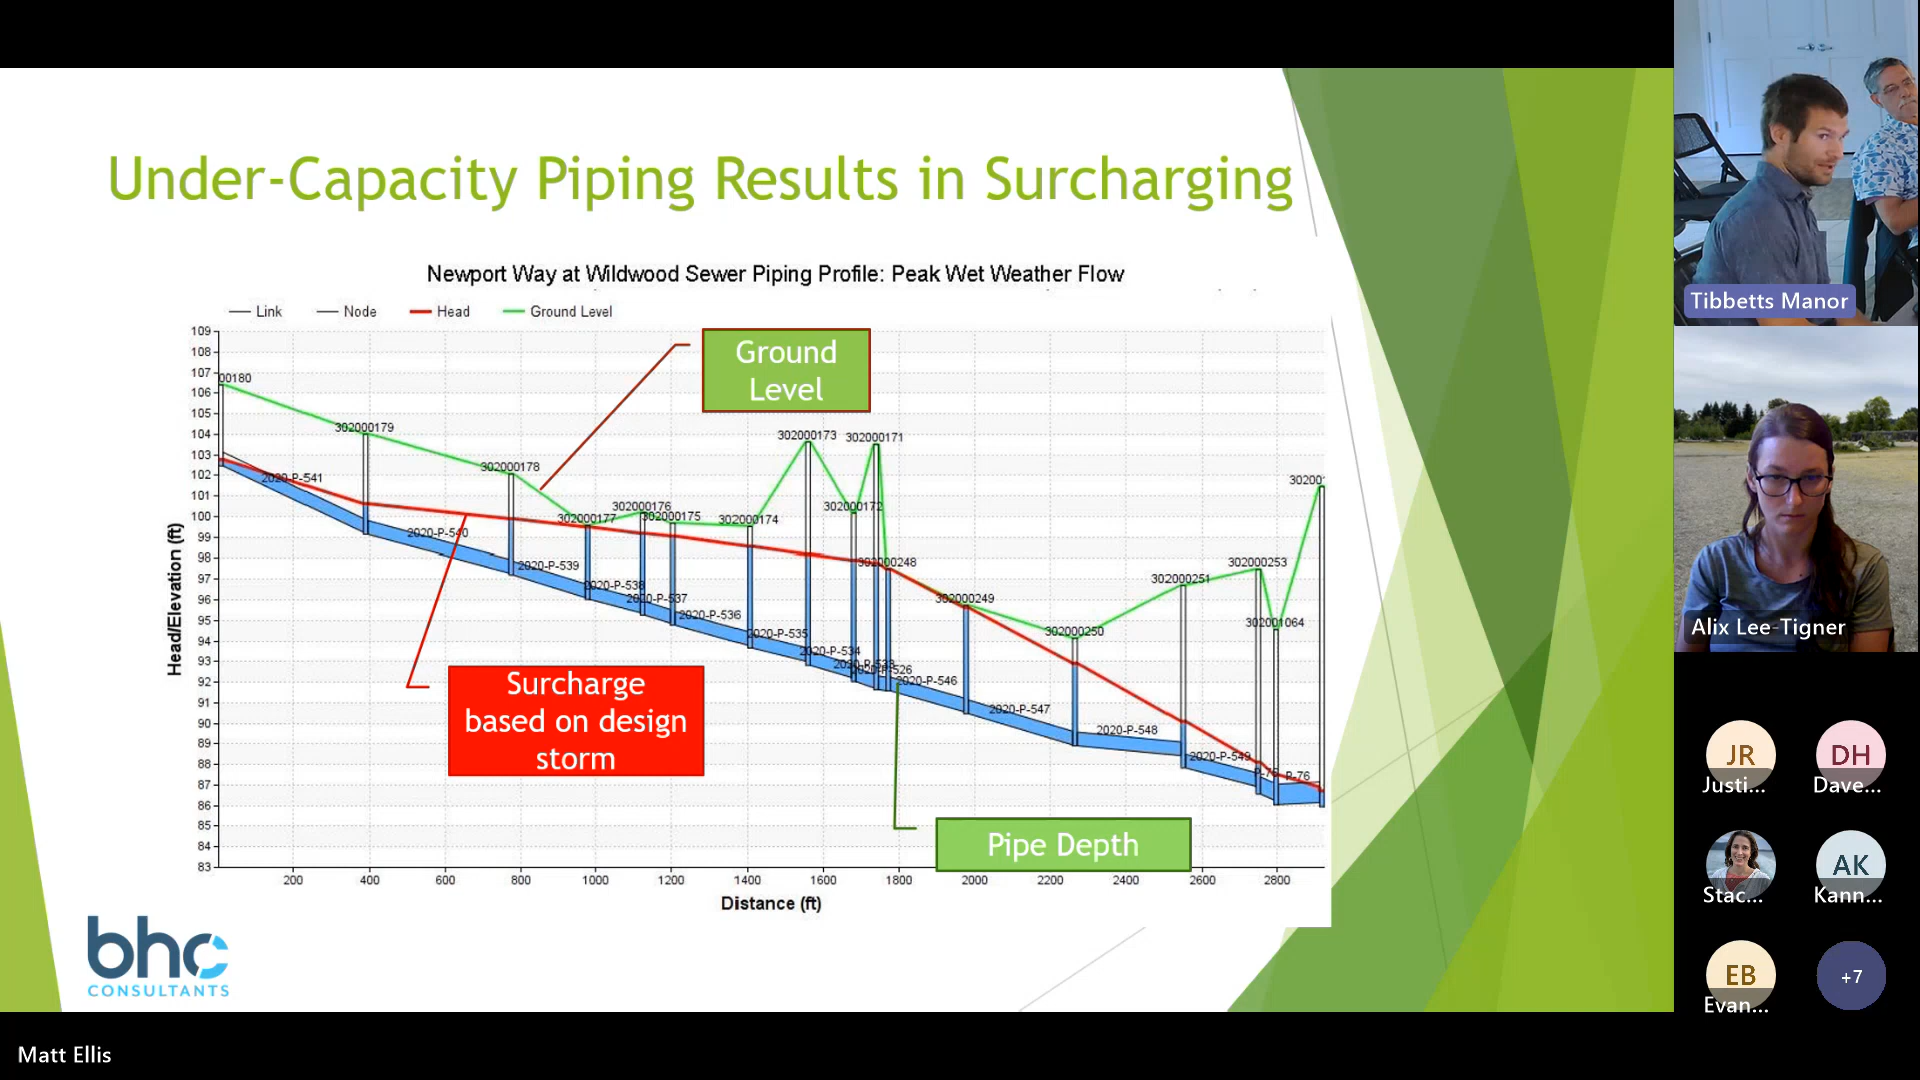 Under-Capacity Piping Results in Surcharging
Newport Way at Wildwood Sewer Piping Profile: Peak Wet Weather Flow
Link Node Head Ground Level
Head/Elevation (ft)
109
108
107
106
105
104
103
102
101
100
99
98
97
96
95
94
93
92
91
90
89
88
87
86
85
84
83
00180
302000179
302000178
302000177
302000176
302000175
302000174
302000173
302000172
302000171
302000248
302000249
302000250
302000251
302000253
302001064
30200
2020-P-541
2020-P-540
2020-P-539
2020-P-538
2020-P-537
2020-P-536
2020-P-535
2020-P-534
2020-P-546
2020-P-547
2020-P-548
2020-P-549
P-76
Ground
Level
Surcharge
based on design
storm
Pipe Depth
200 400 600 800 1000 1200 1400 1600 1800 2000 2200 2400 2600 2800
Distance (ft)
bhc
CONSULTANTS
Matt Ellis
Tibbetts Manor
Alix Lee-Tigner
JR
Justi...
DH
Dave...
Stac...
AK
Kann...
EB
Evan...
+7